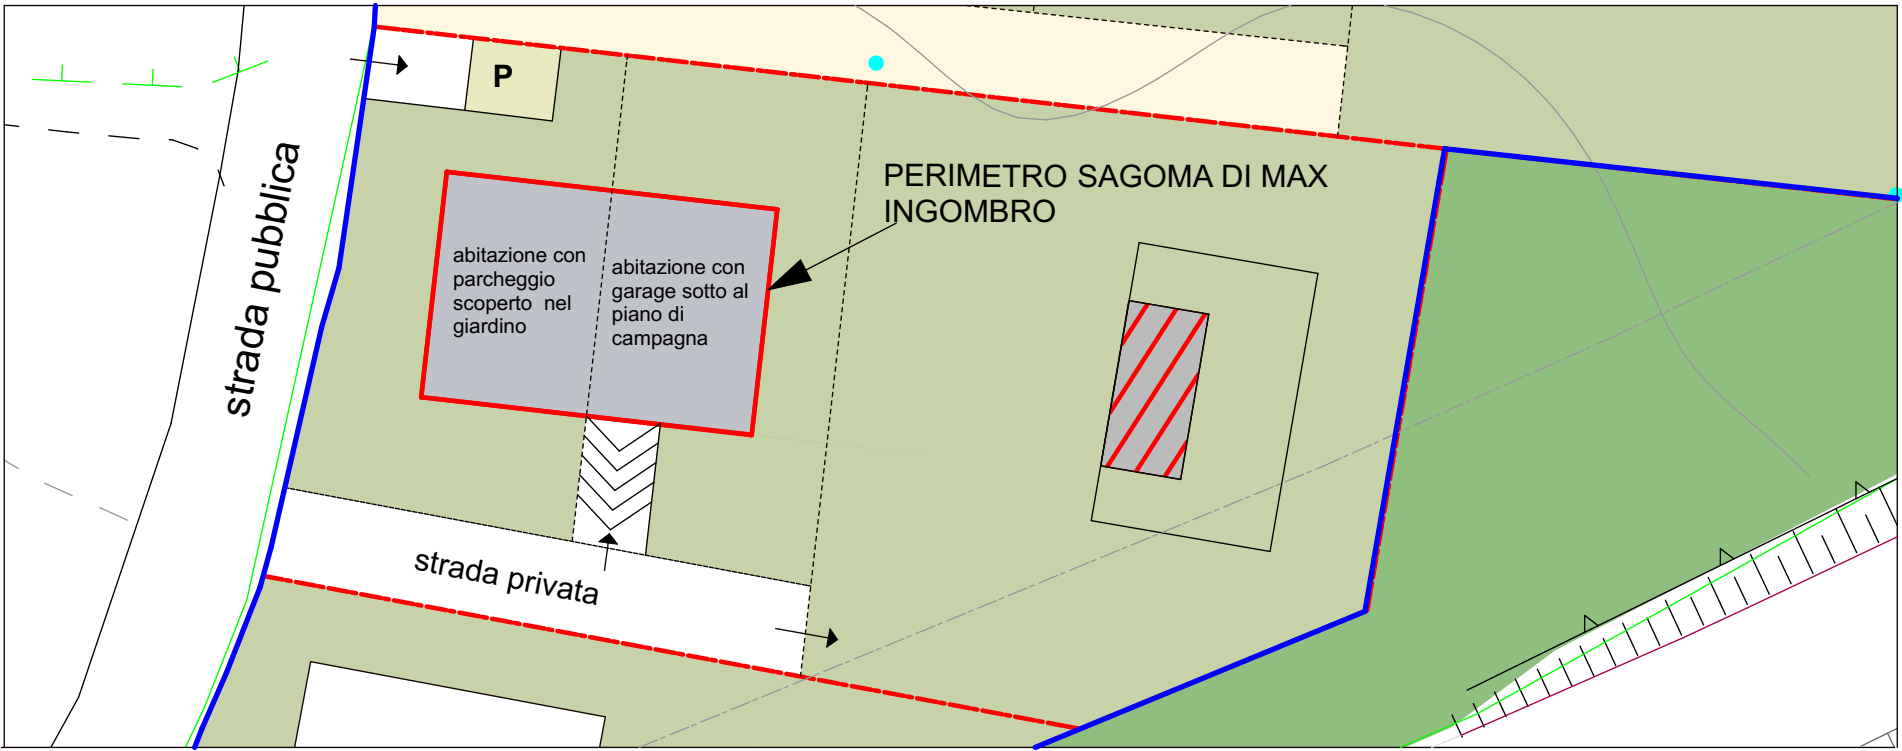 P
strada pubblica
PERIMETRO SAGOMA DI MAX
INGOMBRO
abitazione con
parcheggio
scoperto nel
giardino
abitazione con
garage sotto al
piano di
campagna
strada privata